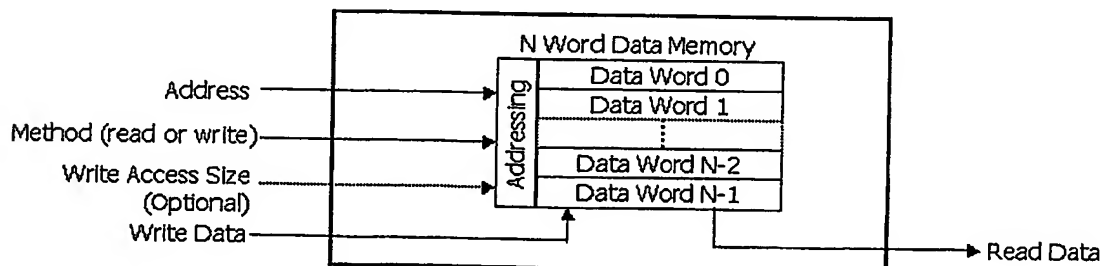 N Word Data Memory
Addressing
Data Word 0
Data Word 1
Data Word N-2
Data Word N-1
Address
Method (read or write)
Write Access Size
(Optional)
Write Data
Read Data